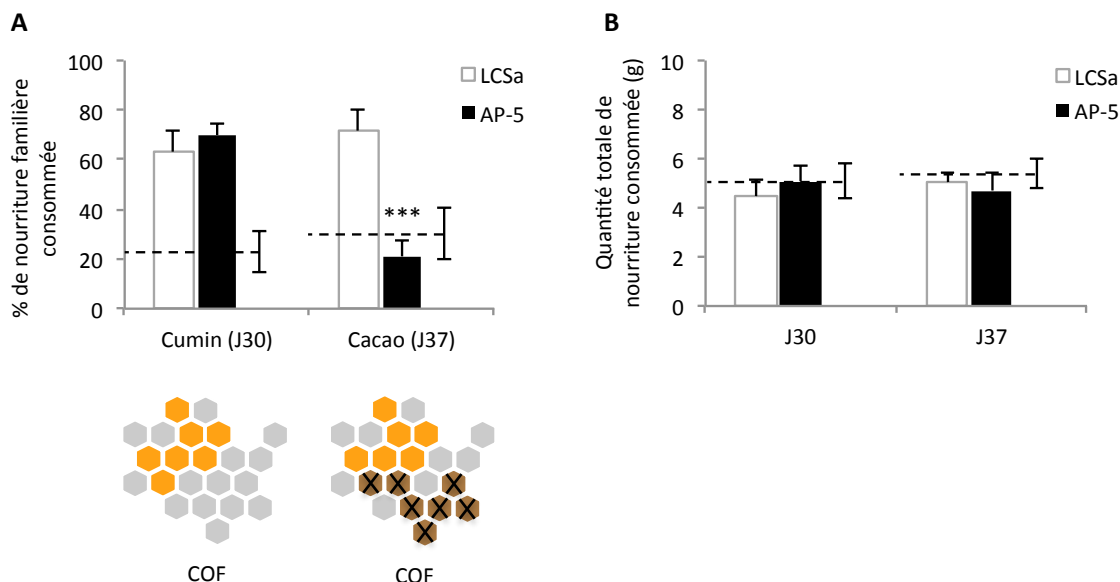 A
% de nourriture familière
consommée
100
80
60
40
20
0
LCSa
AP-5
***
Cumin (J30)
Cacao (J37)
COF
COF
B
Quantité totale de
nourriture consommée (g)
10
8
6
4
2
0
LCSa
AP-5
J30
J37